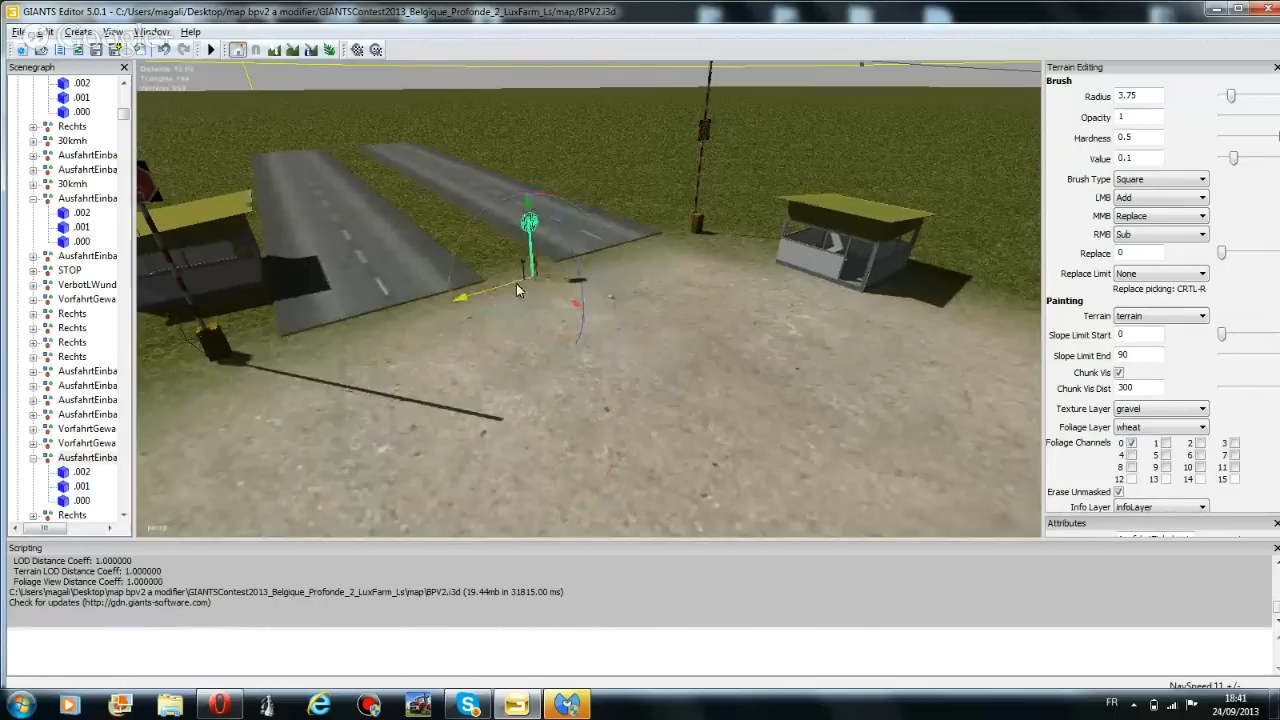 GIANTS Editor 5.0.1 - C:/Users/magali/Desktop/map bpv2 a modifier/GIANTSContest2013_Belgique_Profonde_2_LuxFarm_Ls/map/BPV2.i3d
Create View Window Help
Scenegraph
.002
.001
.000
Rechts
30kmh
AusfahrtEinba
AusfahrtEinba
30kmh
AusfahrtEinba
.002
.001
.000
AusfahrtEinba
STOP
VerbotLWund
VorfahrtGewa
Rechts
Rechts
Rechts
Rechts
AusfahrtEinba
AusfahrtEinba
AusfahrtEinba
AusfahrtEinba
VorfahrtGewa
VorfahrtGewa
AusfahrtEinba
.002
.001
.000
Rechts
persp
Terrain Editing
Brush
Radius 3.75
Opacity 1
Hardness 0.5
Value 0.1
Brush Type Square
LMB Add
MMB Replace
RMB Sub
Replace 0
Replace Limit None
Replace picking: CRTL-R
Painting
Terrain terrain
Slope Limit Start 0
Slope Limit End 90
Chunk Vis
Chunk Vis Dist 300
Texture Layer gravel
Foliage Layer wheat
Foliage Channels 0 1 2 3
4 5 6 7
8 9 10 11
12 13 14 15
Erase Unmasked
Info Layer infoLayer
Attributes
Scripting
LOD Distance Coeff: 1.000000
Terrain LOD Distance Coeff: 1.000000
Foliage View Distance Coeff: 1.000000
C:\Users\magali\Desktop\map bpv2 a modifier\GIANTSContest2013_Belgique_Profonde_2_LuxFarm_Ls\map\BPV2.i3d (19.44mb in 31815.00 ms)
Check for updates (http://gdn.giants-software.com)
NavSpeed 11 +/-
FR
18:41
24/09/2013